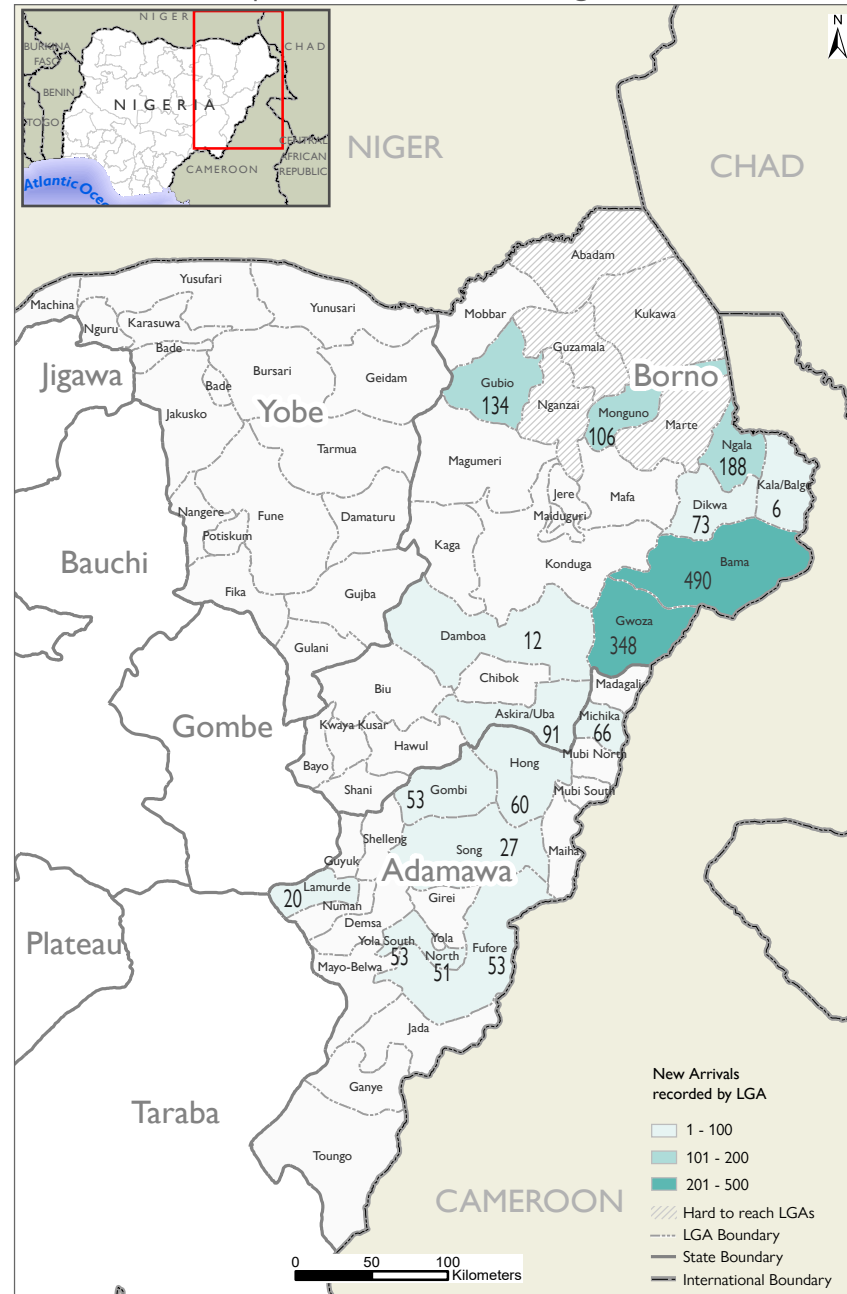 NIGER
CHAD
BURKINA
FASO
BENIN
NIGERIA
TOGO
CENTRAL
AFRICAN
REPUBLIC
CAMEROON
Atlantic Ocea
N
NIGER
CHAD
Abadam
Yusufari
Machina
Yunusari
Mobbar
Kukawa
Karasuwa
Nguru
Guzamala
Bade
Jigawa
Bursari
Geidam
Gubio
134
Borno
Bade
Nganzai
Monguno
106
Yobe
Jakusko
Marte
Ngala
188
Tarmua
Magumeri
Kala/Balge
6
Jere
Mafa
Dikwa
73
Nangere
Fune
Damaturu
Maiduguri
Potiskum
Kaga
Bauchi
Konduga
Bama
490
Fika
Gujba
Gwoza
348
Damboa
12
Gulani
Chibok
Madagali
Biu
Askira/Uba
91
Michika
66
Gombe
Kwaya Kusar
Hawul
Mubi North
Bayo
Hong
60
Shani
Gombi
53
Mubi South
Shelleng
Song
27
Maiha
Guyuk
Adamawa
Lamurde
20
Girei
Numan
Demsa
Plateau
Yola South
53
Yola
North
51
Fufore
53
Mayo-Belwa
Jada
Ganye
Taraba
Toungo
CAMEROON
New Arrivals
recorded by LGA
1 - 100
101 - 200
201 - 500
Hard to reach LGAs
LGA Boundary
State Boundary
International Boundary
0 50 100
Kilometers